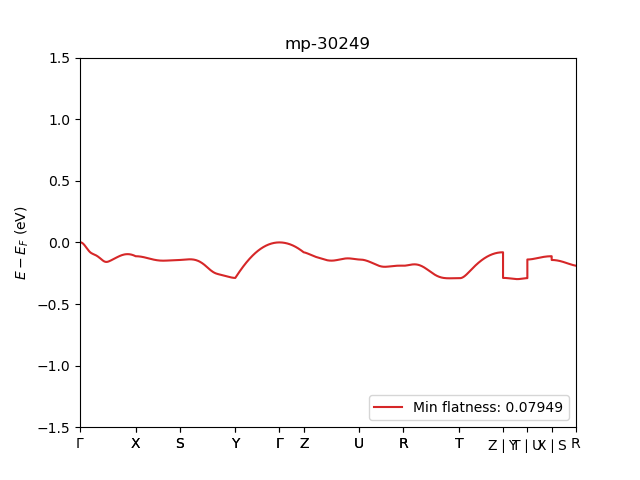 mp-30249
1.5
1.0
0.5
0.0
−0.5
−1.0
−1.5
E − E_F (eV)
Min flatness: 0.07949
Γ X S Y Γ Z U R T Z | Y T | U X | S R